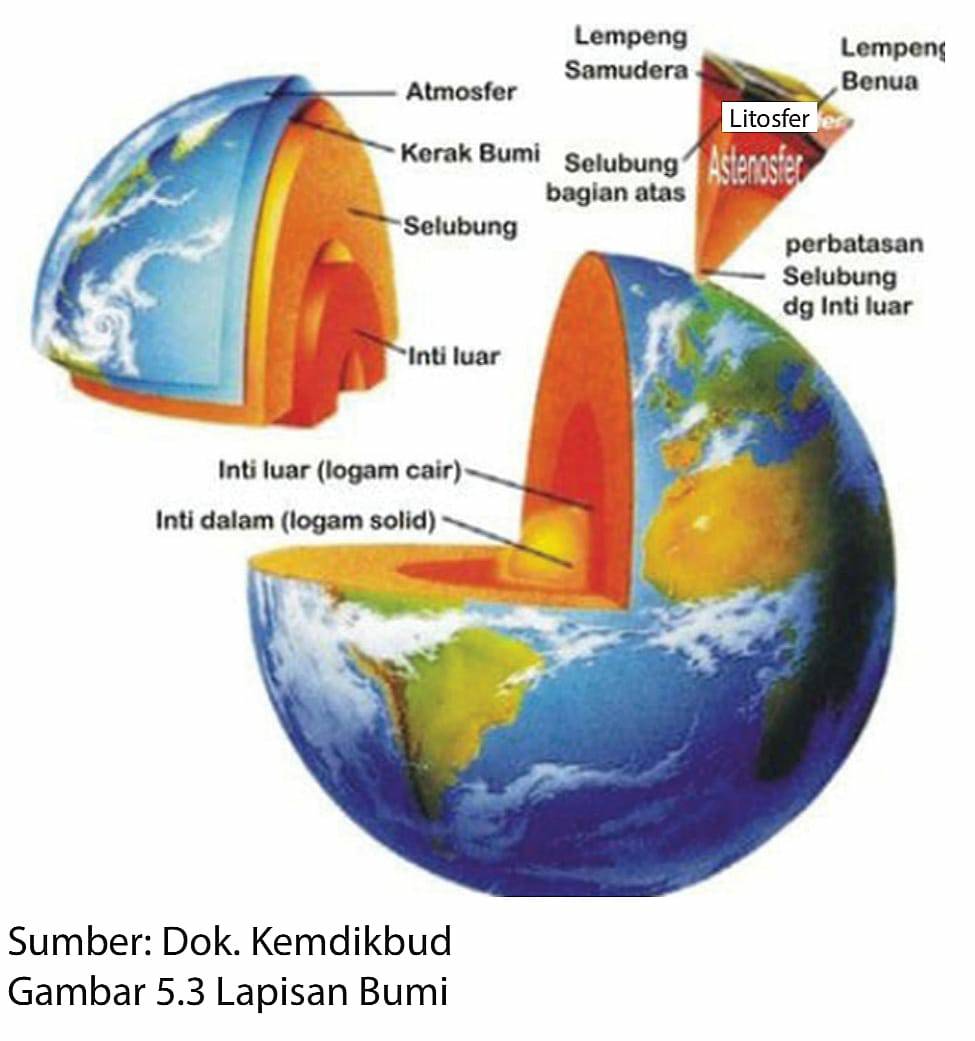 Lempeng
Samudera
Lempeng
Benua
Atmosfer
Litosfer
Kerak Bumi
Selubung
bagian atas
Astenosfer
Selubung
perbatasan
Selubung
dg Inti luar
Inti luar
Inti luar (logam cair)
Inti dalam (logam solid)
Sumber: Dok. Kemdikbud
Gambar 5.3 Lapisan Bumi